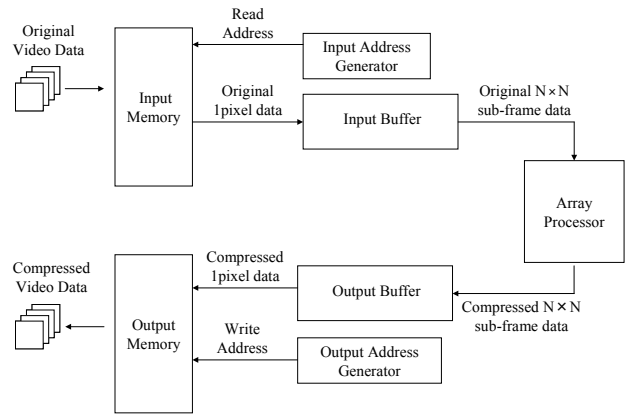 Original
Video Data
Read
Address
Input Address
Generator
Input
Memory
Original
1pixel data
Input Buffer
Original N×N
sub-frame data
Array
Processor
Compressed
Video Data
Compressed
1pixel data
Output Buffer
Compressed N×N
sub-frame data
Output
Memory
Write
Address
Output Address
Generator